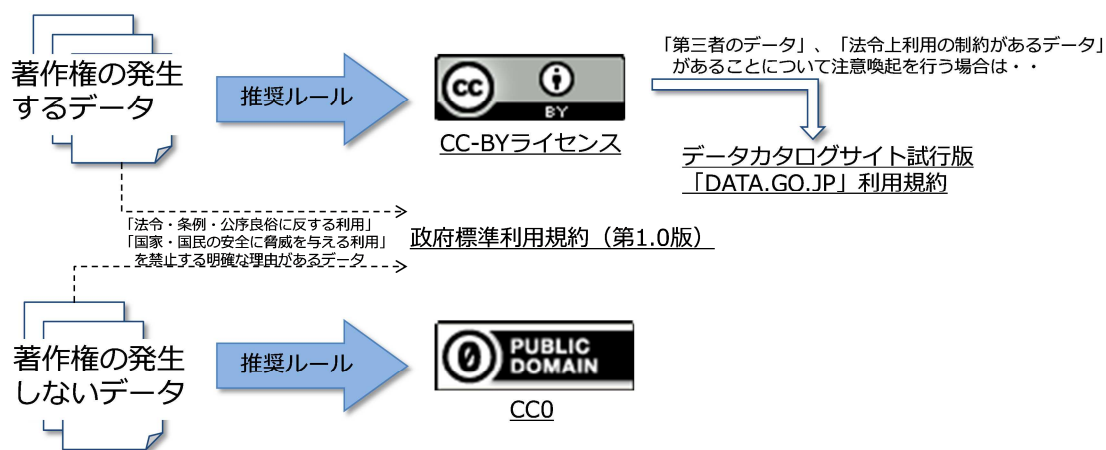 著作権の発生
するデータ
推奨ルール
cc
BY
CC-BYライセンス
「第三者のデータ」、「法令上利用の制約があるデータ」
があることについて注意喚起を行う場合は・・
データカタログサイト試行版
「DATA.GO.JP」利用規約
「法令・条例・公序良俗に反する利用」
「国家・国民の安全に脅威を与える利用」
を禁止する明確な理由があるデータ
政府標準利用規約（第1.0版）
著作権の発生
しないデータ
推奨ルール
0
PUBLIC
DOMAIN
CC0